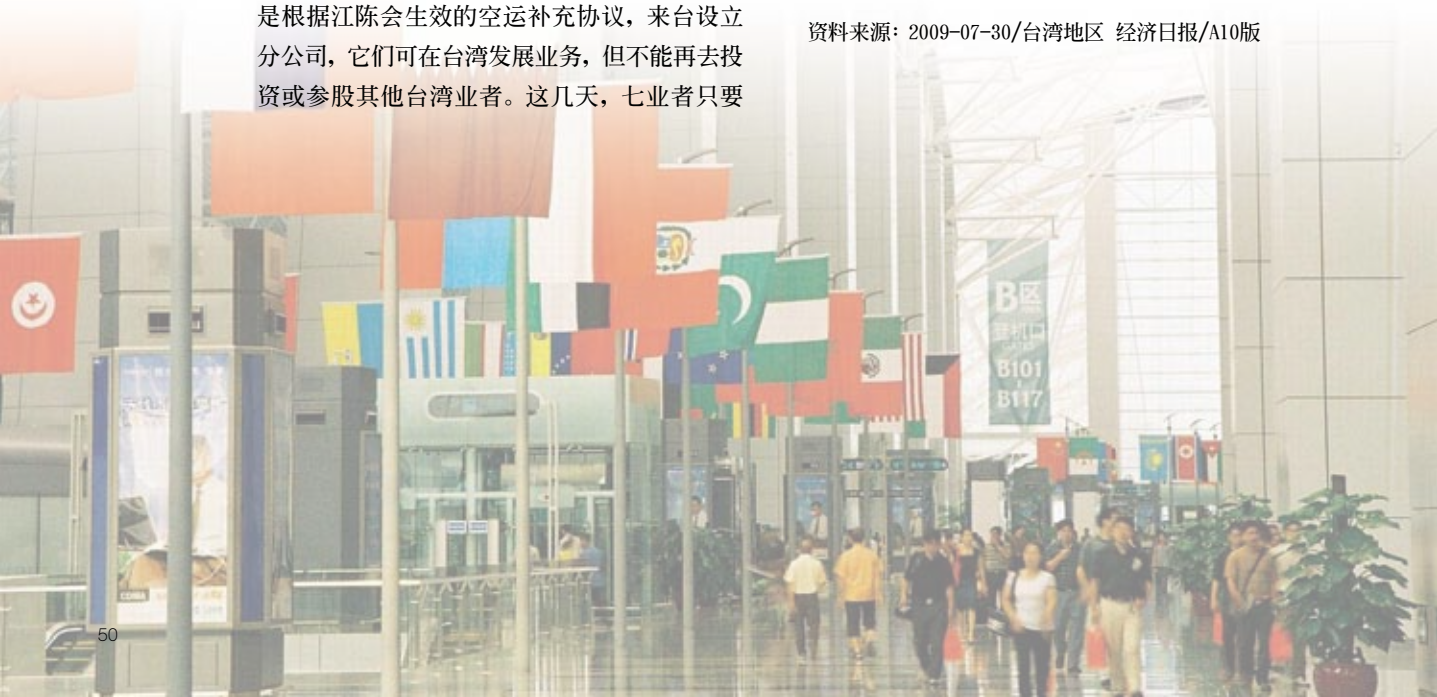 是根据江陈会生效的空运补充协议，来台设立
分公司，它们可在台湾发展业务，但不能再去投
资或参股其他台湾业者。这几天，七业者只要
资料来源：2009-07-30/台湾地区 经济日报/A10版
B区
登机口
B101
B117
50